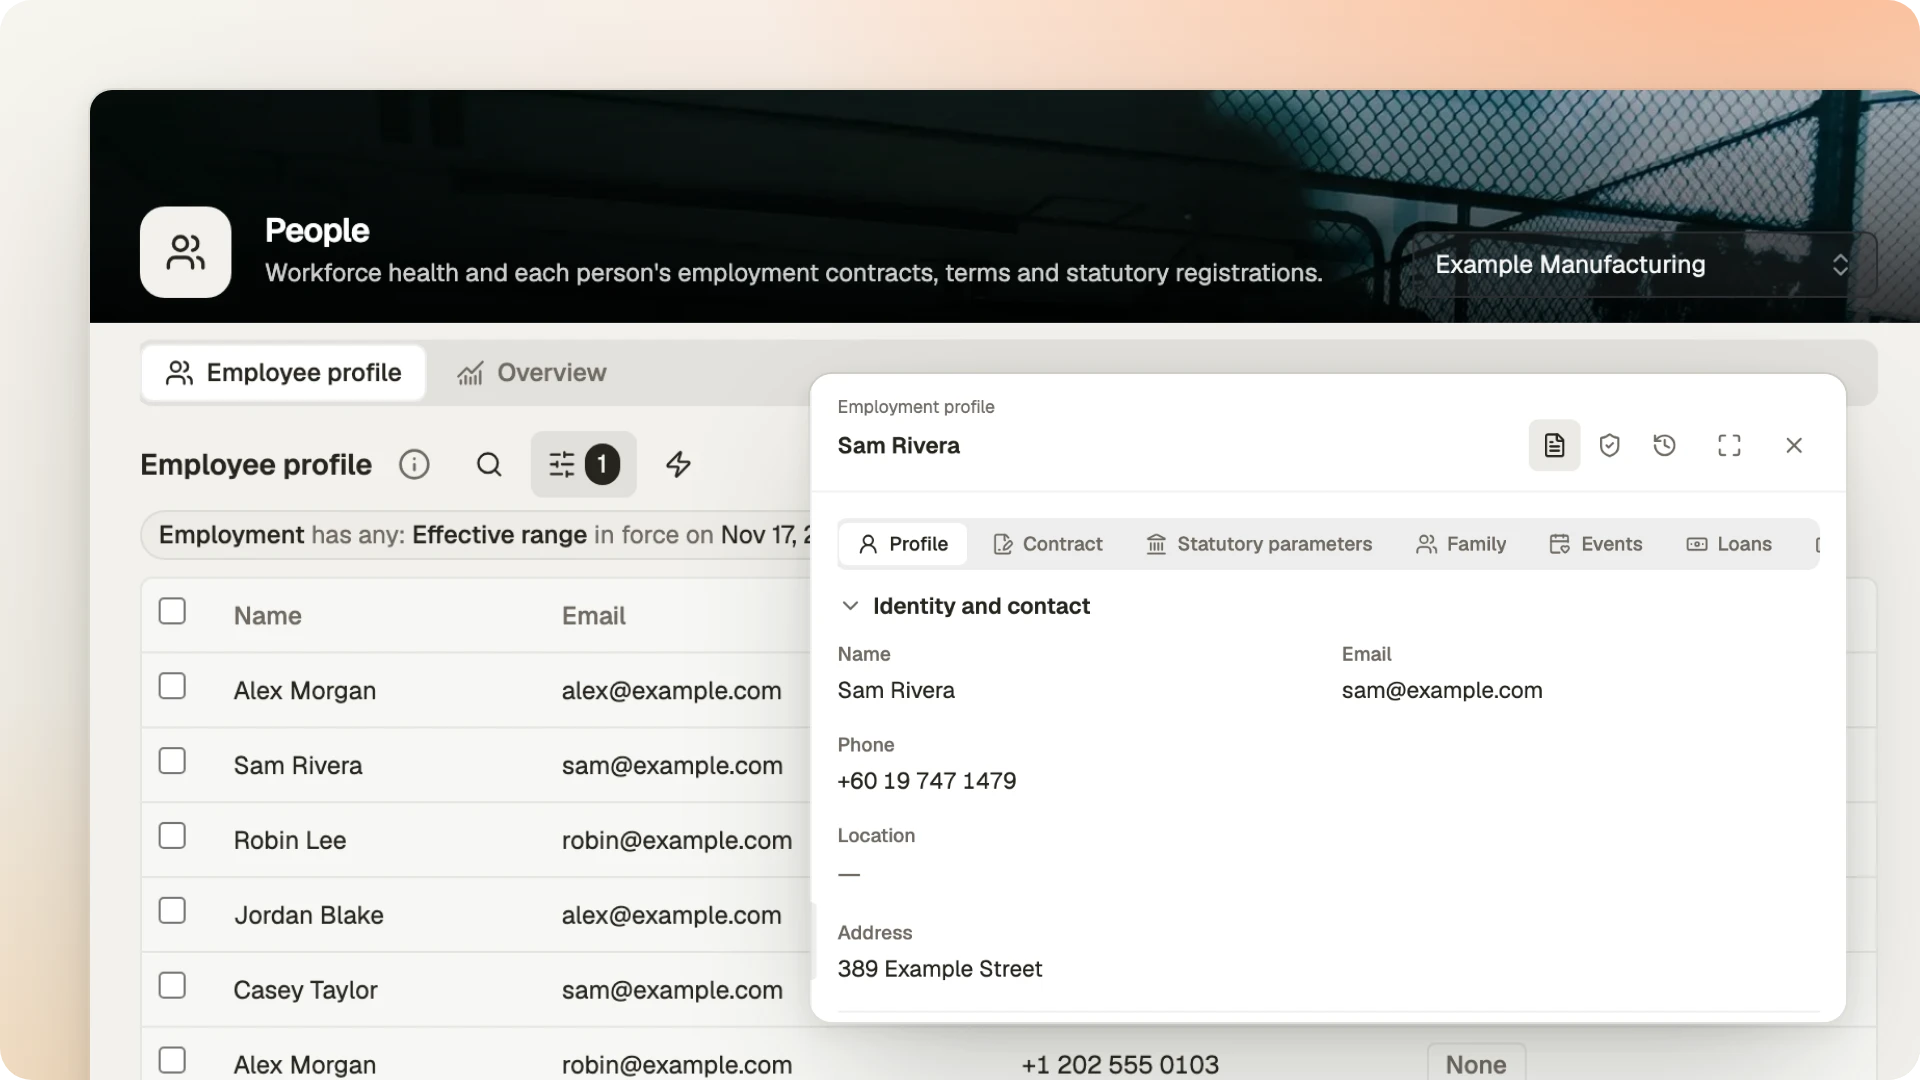 People
Workforce health and each person's employment contracts, terms and statutory registrations.
Example Manufacturing
Employee profile
Overview
Employee profile
1
Employment has any: Effective range in force on Nov 17,
Name
Email
Alex Morgan
alex@example.com
Sam Rivera
sam@example.com
Robin Lee
robin@example.com
Jordan Blake
alex@example.com
Casey Taylor
sam@example.com
Alex Morgan
robin@example.com
+1 202 555 0103
None
Employment profile
Sam Rivera
Profile
Contract
Statutory parameters
Family
Events
Loans
Identity and contact
Name
Sam Rivera
Email
sam@example.com
Phone
+60 19 747 1479
Location
—
Address
389 Example Street